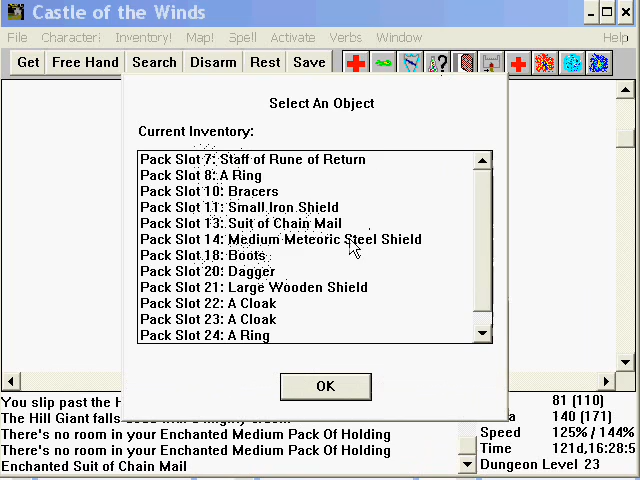 Castle of the Winds
File Character! Inventory! Map! Spell Activate Verbs Window Help
Get Free Hand Search Disarm Rest Save
Select An Object
Current Inventory:
Pack Slot 7: Staff of Rune of Return
Pack Slot 8: A Ring
Pack Slot 10: Bracers
Pack Slot 11: Small Iron Shield
Pack Slot 13: Suit of Chain Mail
Pack Slot 14: Medium Meteoric Steel Shield
Pack Slot 18: Boots
Pack Slot 20: Dagger
Pack Slot 21: Large Wooden Shield
Pack Slot 22: A Cloak
Pack Slot 23: A Cloak
Pack Slot 24: A Ring
OK
You slip past the H
The Hill Giant falls
There's no room in your Enchanted Medium Pack Of Holding
There's no room in your Enchanted Medium Pack Of Holding
Enchanted Suit of Chain Mail
81 (110)
a 140 (171)
Speed 125% / 144%
Time 121d,16:28:5
Dungeon Level 23